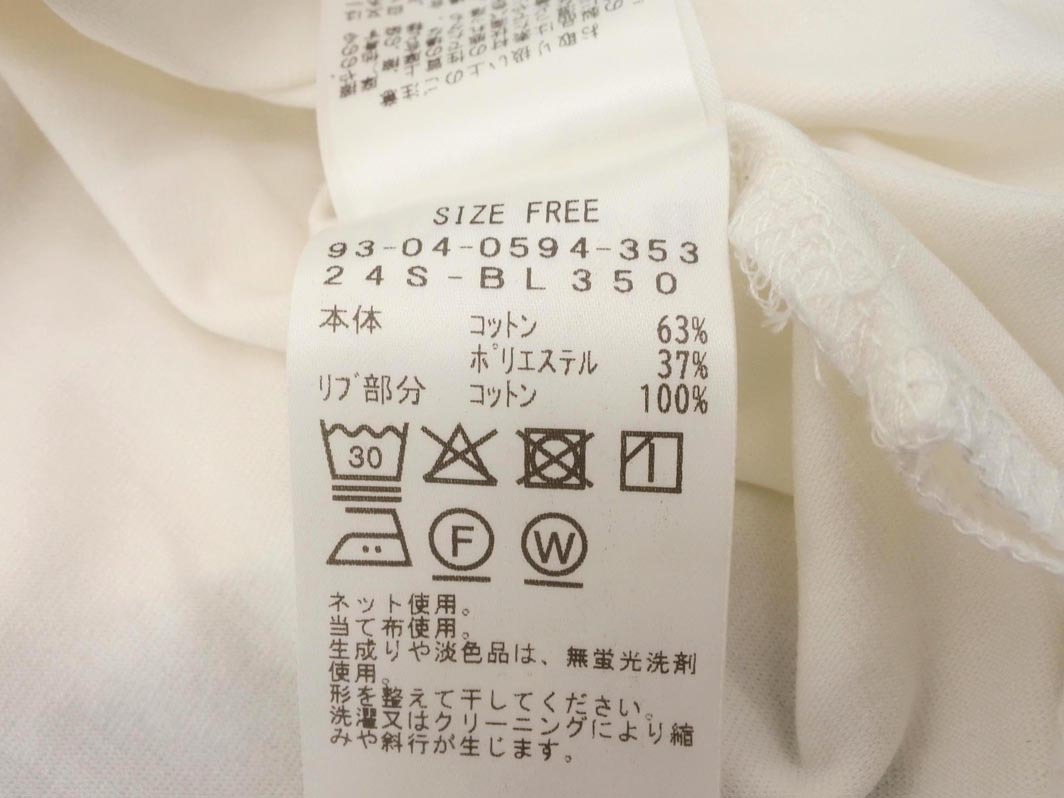 SIZE FREE
93-04-0594-353
24S-BL350
本体 コットン 63%
ポリエステル 37%
リブ部分 コットン 100%
30
F W
ネット使用。
当て布使用。
生成りや淡色品は、無蛍光洗剤
使用。
形を整えて干してください。
洗濯又はクリーニングにより縮
みや斜行が生じます。